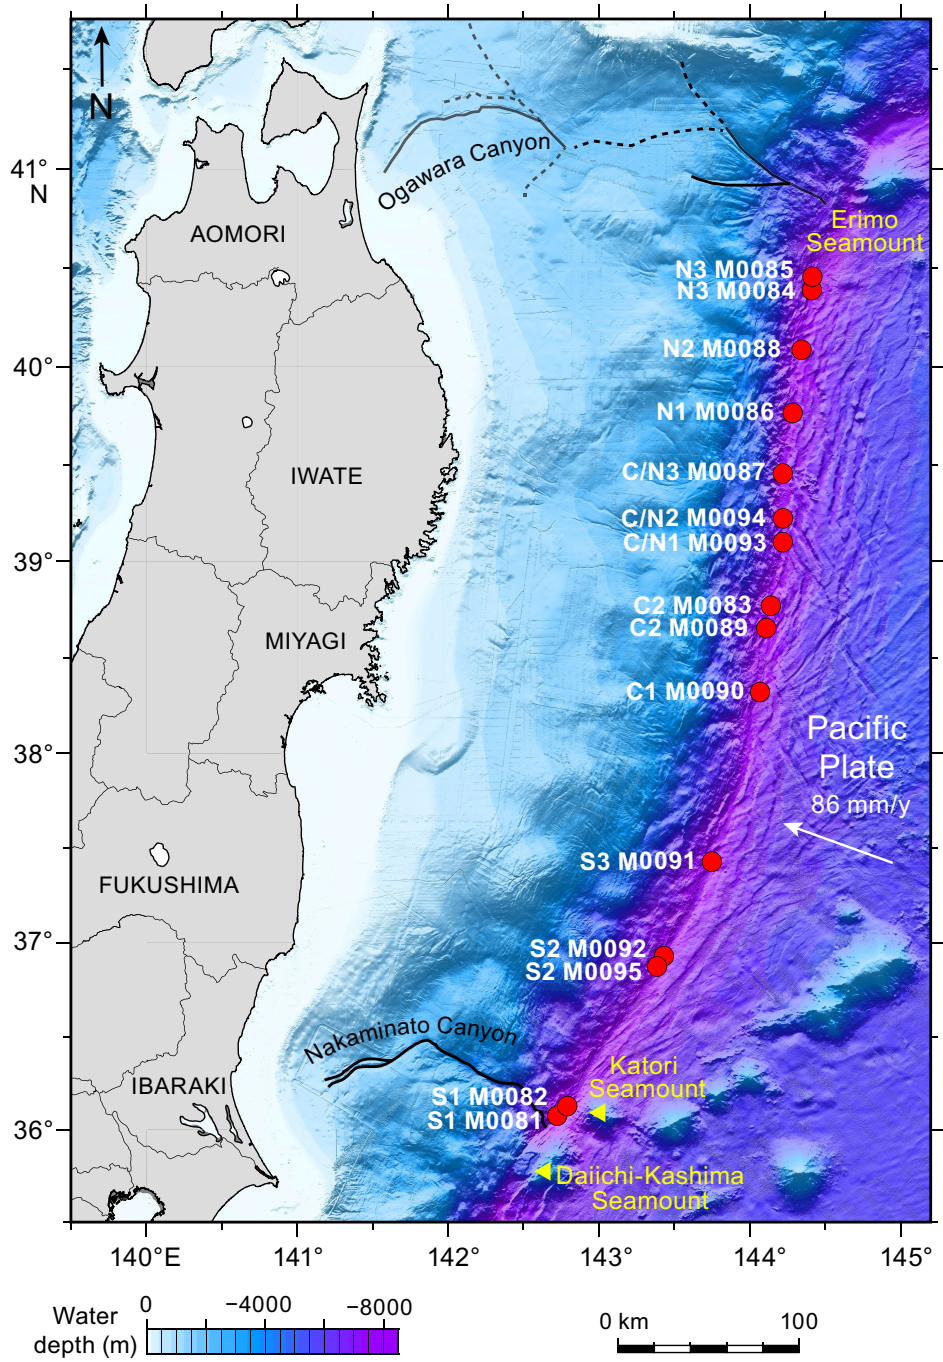 N
41°
N
Ogawara Canyon
AOMORI
Erimo
Seamount
N3 M0085
N3 M0084
N2 M0088
40°
N1 M0086
IWATE
C/N3 M0087
C/N2 M0094
C/N1 M0093
39°
C2 M0083
C2 M0089
MIYAGI
C1 M0090
38°
Pacific
Plate
86 mm/y
S3 M0091
FUKUSHIMA
37°
S2 M0092
S2 M0095
Nakaminato Canyon
Katori
Seamount
IBARAKI
S1 M0082
S1 M0081
36°
Daiichi-Kashima
Seamount
140°E 141° 142° 143° 144° 145°
Water
depth (m)
0 −4000 −8000
0 km 100